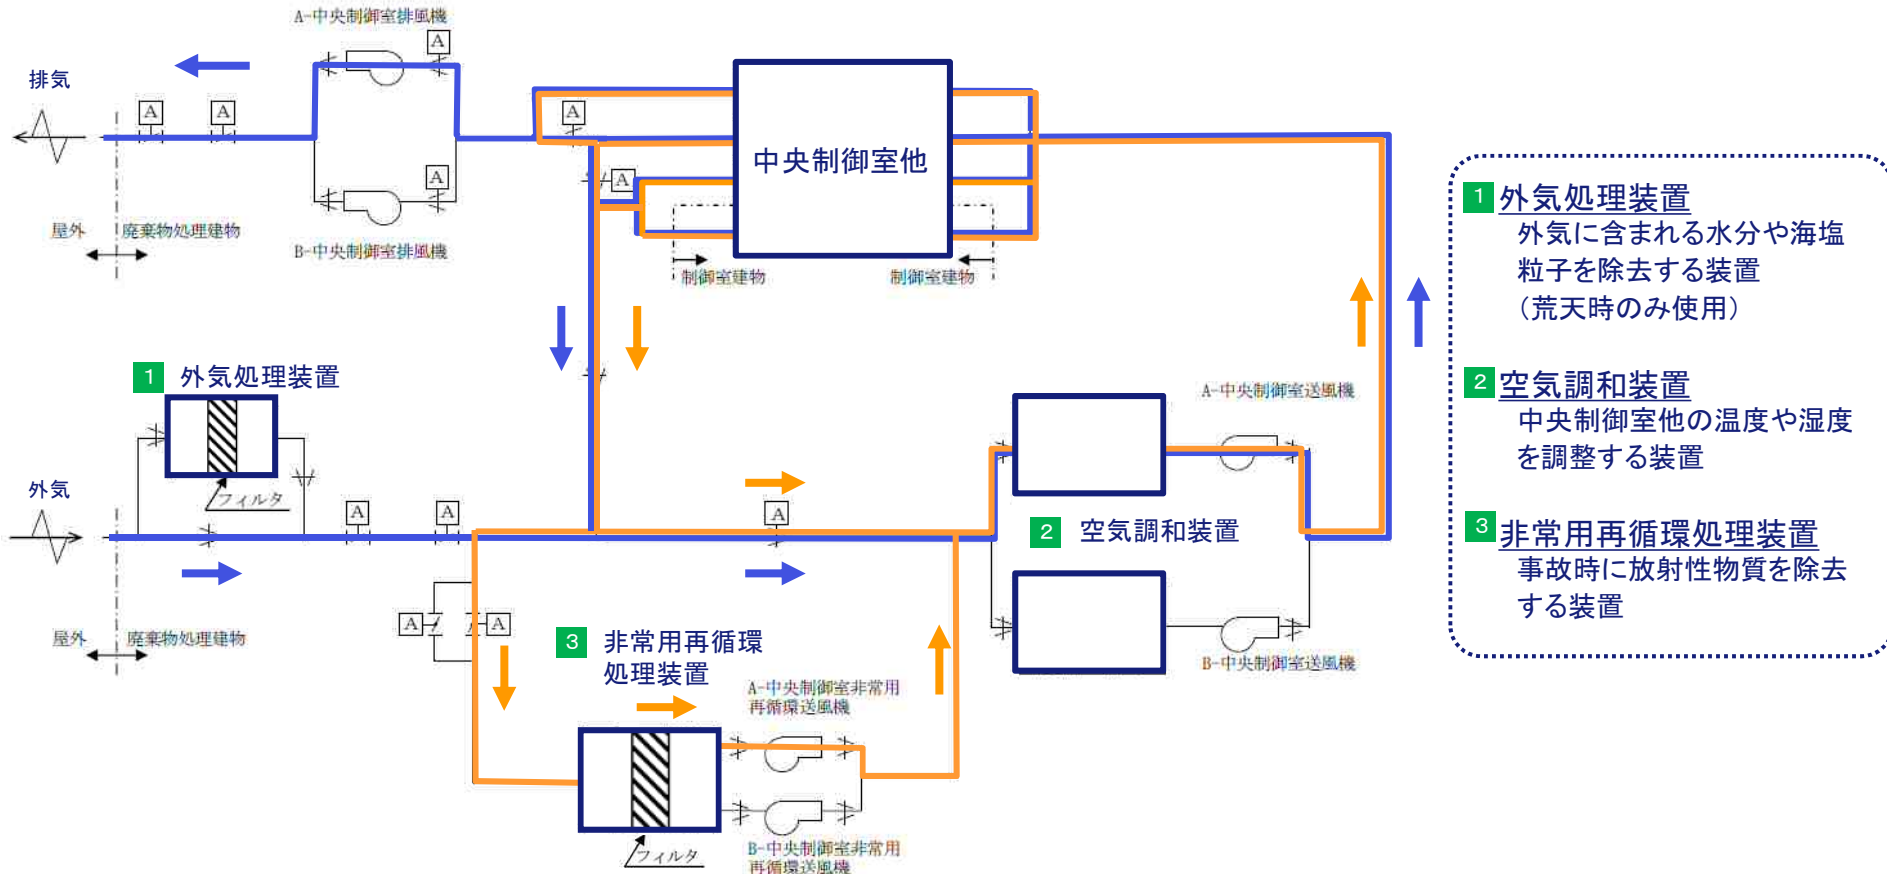 A-中央制御室排風機
A
排気
A
A
A
A
A
中央制御室他
屋外
廃棄物処理建物
B-中央制御室排風機
制御室建物
制御室建物
1 外気処理装置
外気に含まれる水分や海塩
粒子を除去する装置
（荒天時のみ使用）
2 空気調和装置
中央制御室他の温度や湿度
を調整する装置
3 非常用再循環処理装置
事故時に放射性物質を除去
する装置
1 外気処理装置
フィルタ
外気
A
A
A
A-中央制御室送風機
2 空気調和装置
B-中央制御室送風機
屋外
廃棄物処理建物
A
A
3 非常用再循環
処理装置
A-中央制御室非常用
再循環送風機
フィルタ
B-中央制御室非常用
再循環送風機